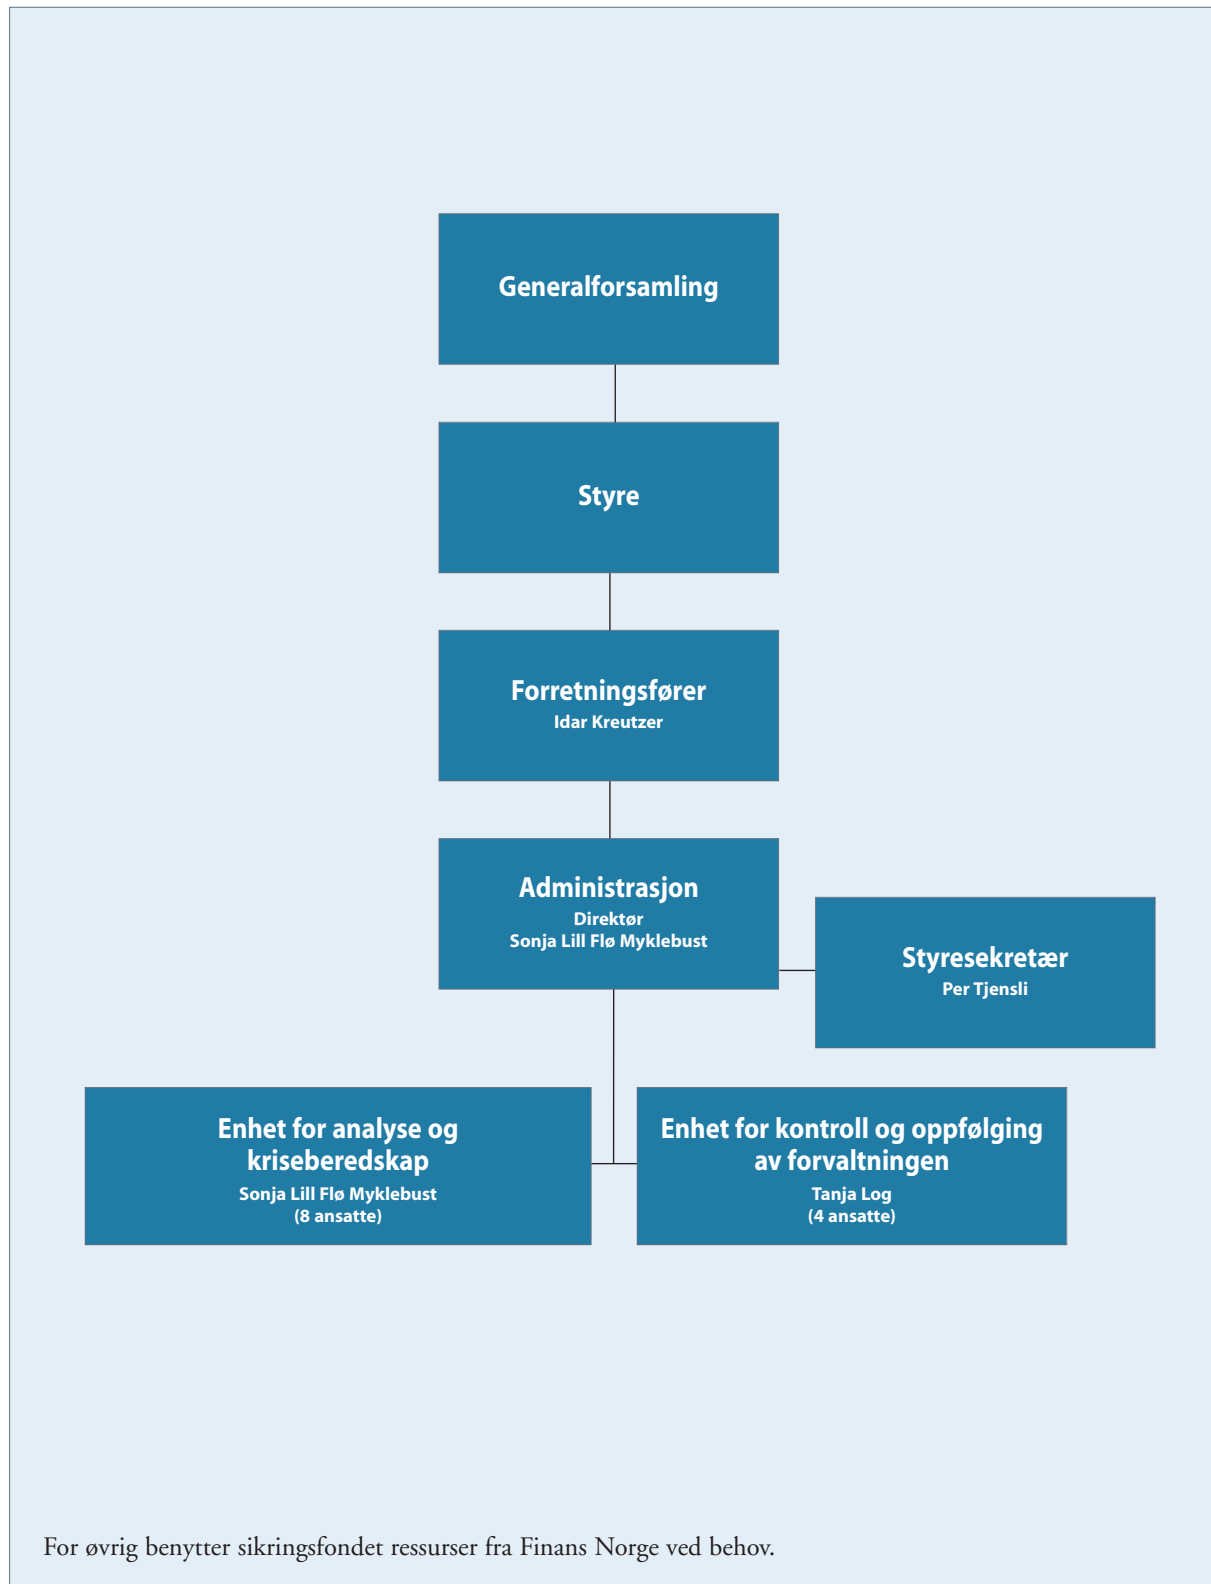 Generalforsamling
Styre
Forretningsfører
Idar Kreutzer
Administrasjon
Direktør
Sonja Lill Flø Myklebust
Styresekretær
Per Tjensli
Enhet for analyse og
kriseberedskap
Sonja Lill Flø Myklebust
(8 ansatte)
Enhet for kontroll og oppfølging
av forvaltningen
Tanja Log
(4 ansatte)
For øvrig benytter sikringsfondet ressurser fra Finans Norge ved behov.